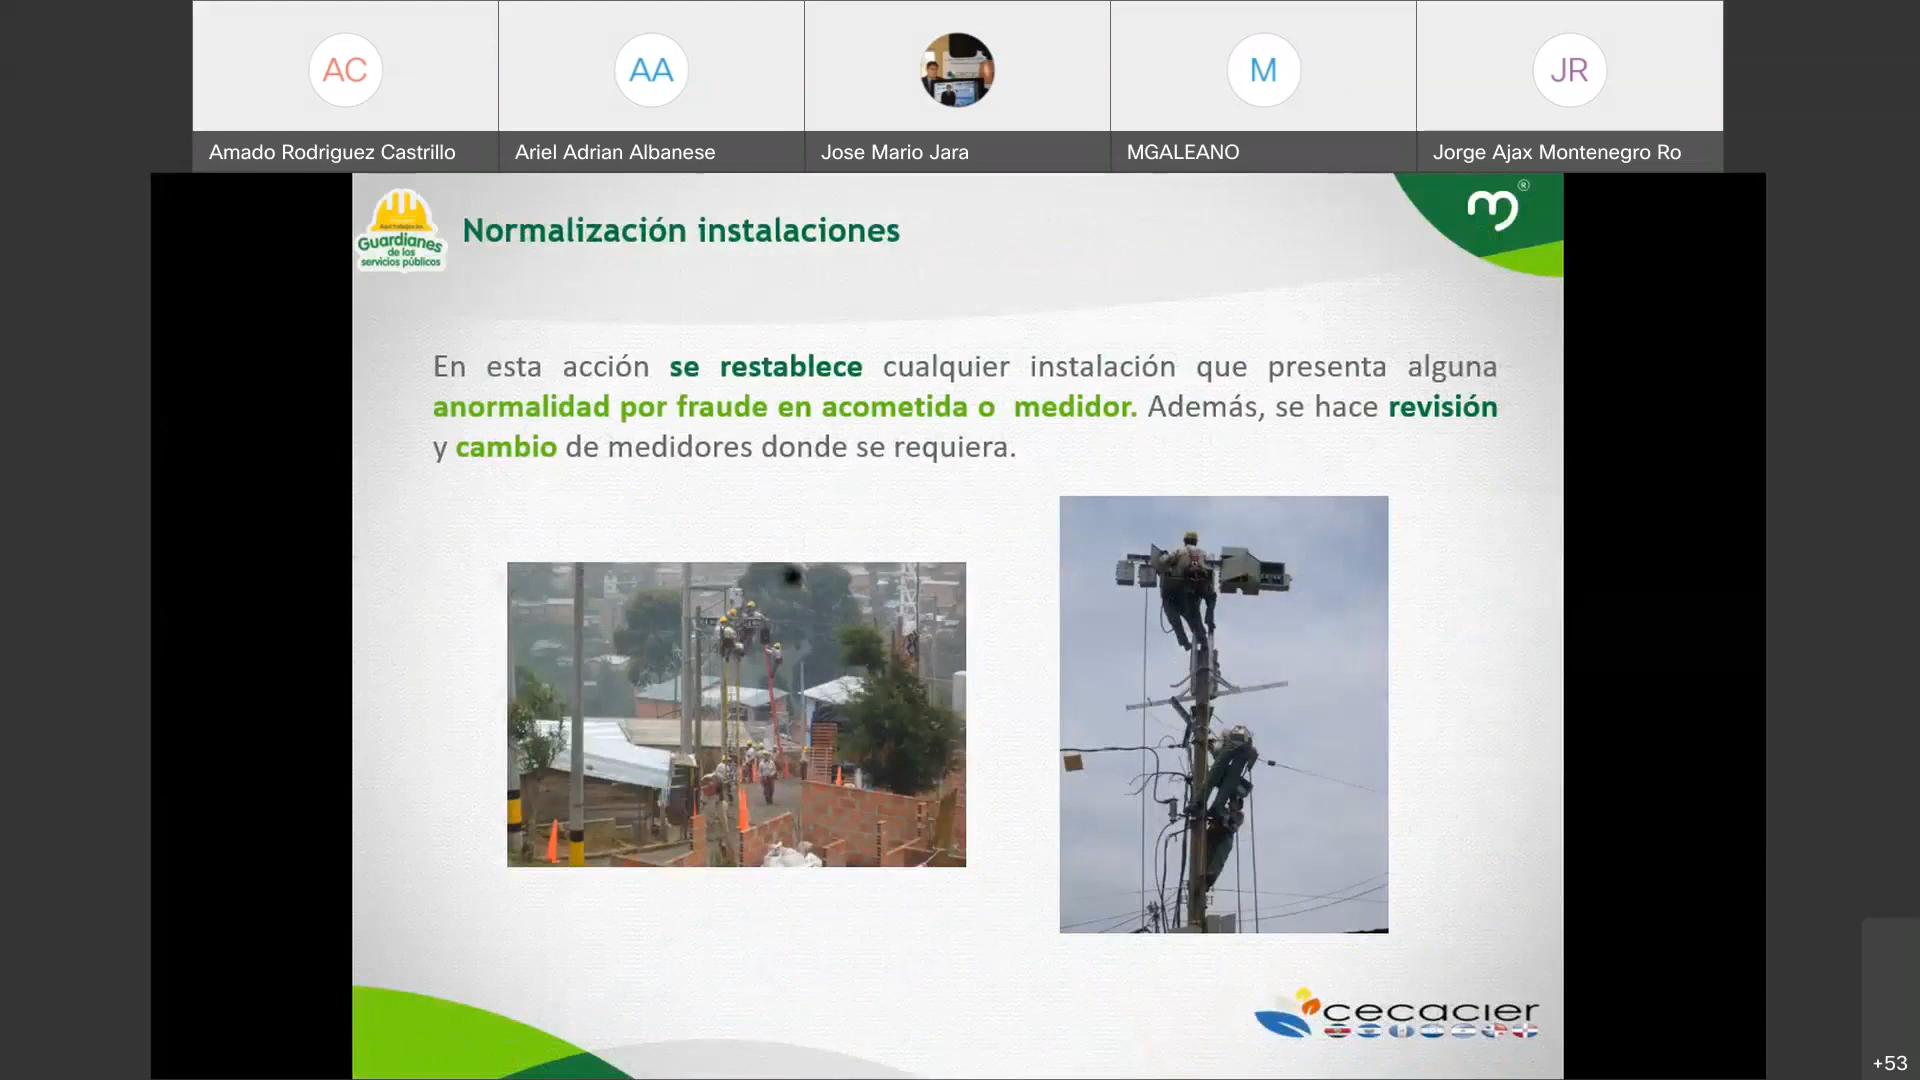 AC
AA
M
JR
Amado Rodriguez Castrillo
Ariel Adrian Albanese
Jose Mario Jara
MGALEANO
Jorge Ajax Montenegro Ro
Guardianes
de los
servicios públicos
Normalización instalaciones
®
En esta acción se restablece cualquier instalación que presenta alguna
anormalidad por fraude en acometida o medidor. Además, se hace revisión
y cambio de medidores donde se requiera.
cecacier
+53